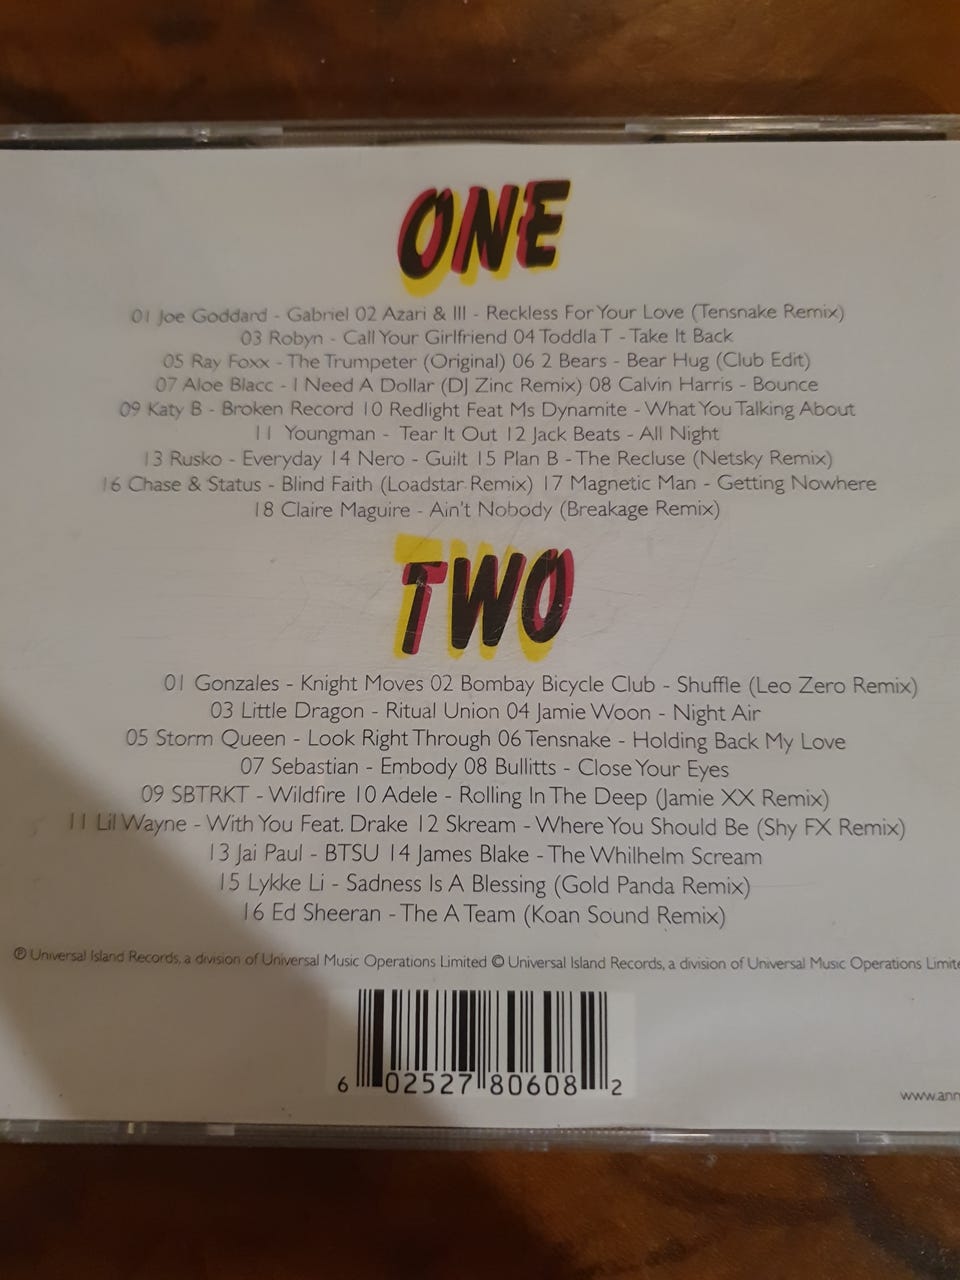 ONE
01 Joe Goddard - Gabriel 02 Azari & III - Reckless For Your Love (Tensnake Remix)
03 Robyn - Call Your Girlfriend 04 Toddla T - Take It Back
05 Ray Foxx - The Trumpeter (Original) 06 2 Bears - Bear Hug (Club Edit)
07 Aloe Blacc - I Need A Dollar (DJ Zinc Remix) 08 Calvin Harris - Bounce
09 Katy B - Broken Record 10 Redlight Feat Ms Dynamite - What You Talking About
11 Youngman - Tear It Out 12 Jack Beats - All Night
13 Rusko - Everyday 14 Nero - Guilt 15 Plan B - The Recluse (Netsky Remix)
16 Chase & Status - Blind Faith (Loadstar Remix) 17 Magnetic Man - Getting Nowhere
18 Claire Maguire - Ain't Nobody (Breakage Remix)
TWO
01 Gonzales - Knight Moves 02 Bombay Bicycle Club - Shuffle (Leo Zero Remix)
03 Little Dragon - Ritual Union 04 Jamie Woon - Night Air
05 Storm Queen - Look Right Through 06 Tensnake - Holding Back My Love
07 Sebastian - Embody 08 Bullitts - Close Your Eyes
09 SBTRKT - Wildfire 10 Adele - Rolling In The Deep (Jamie XX Remix)
11 Lil Wayne - With You Feat. Drake 12 Skream - Where You Should Be (Shy FX Remix)
13 Jai Paul - BTSU 14 James Blake - The Whilhelm Scream
15 Lykke Li - Sadness Is A Blessing (Gold Panda Remix)
16 Ed Sheeran - The A Team (Koan Sound Remix)
℗ Universal Island Records, a division of Universal Music Operations Limited © Universal Island Records, a division of Universal Music Operations Limite
6 02527 80608 2
www.ann